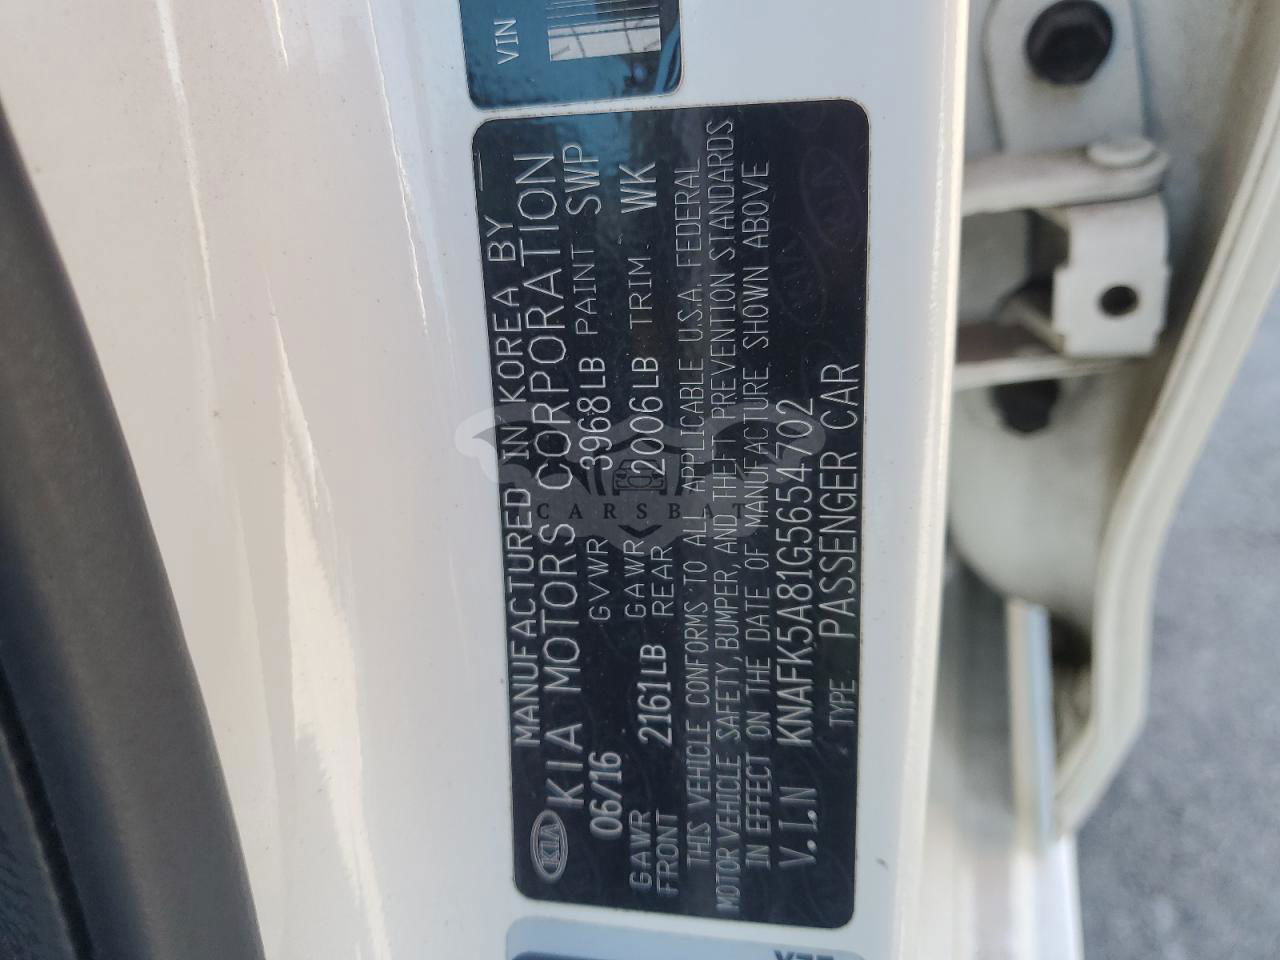 VIN
MANUFACTURED IN KOREA BY
KIA MOTORS CORPORATION
KIA
06/16 GVWR 3968LB PAINT SWP
GAWR FRONT 2161LB GAWR REAR 2006LB TRIM WK
THIS VEHICLE CONFORMS TO ALL APPLICABLE U.S.A. FEDERAL
MOTOR VEHICLE SAFETY, BUMPER, AND THEFT PREVENTION STANDARDS
IN EFFECT ON THE DATE OF MANUFACTURE SHOWN ABOVE
V.I.N KNAFK5A81G5654702
TYPE PASSENGER CAR
CARSBAT